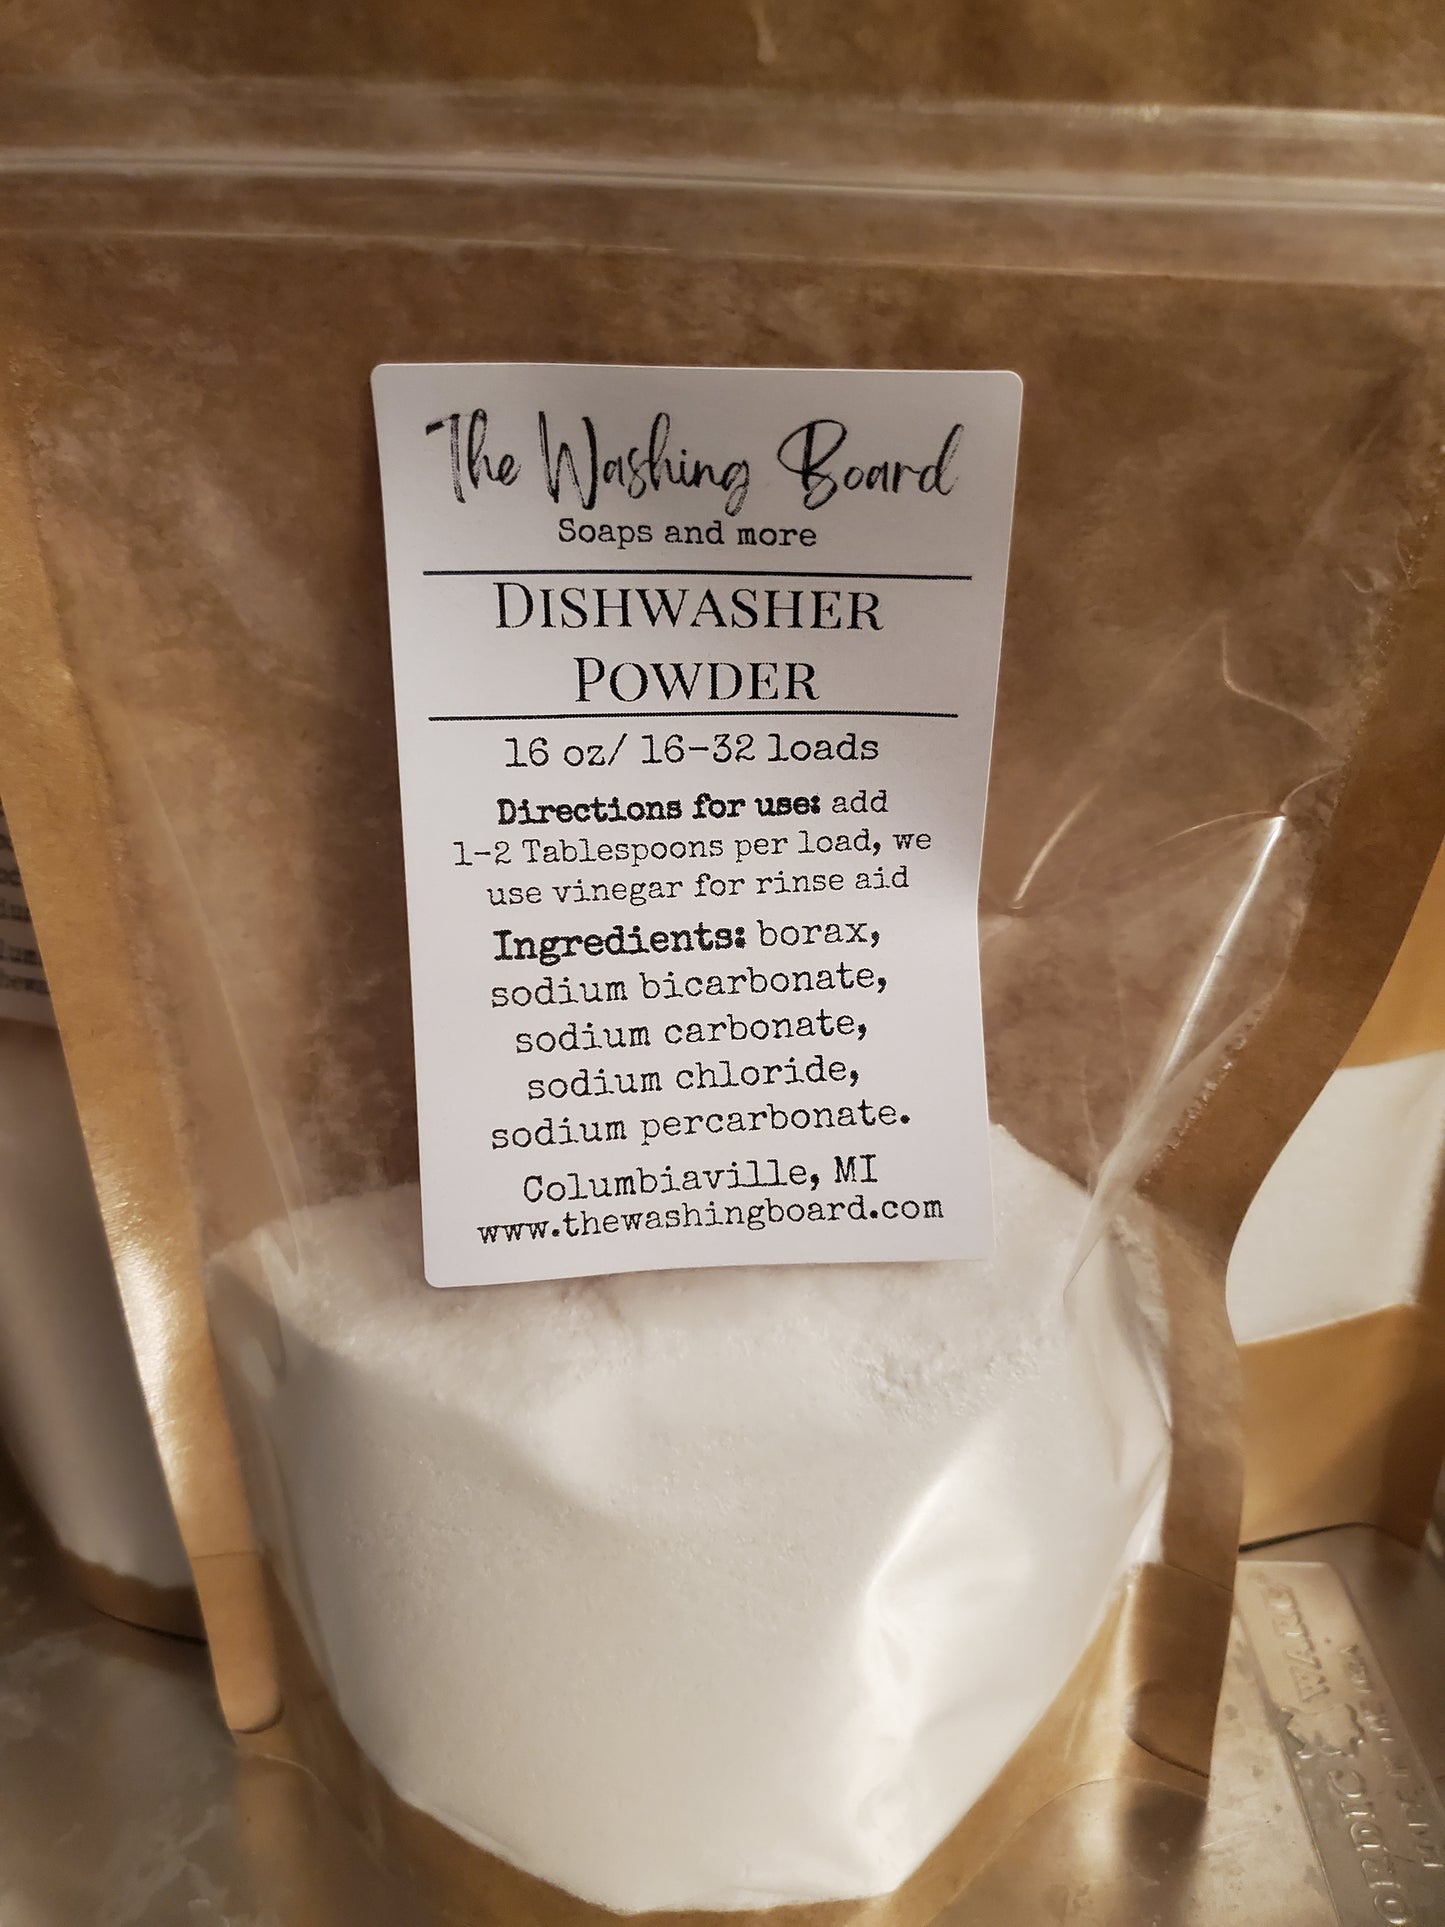 The Washing Board
Soaps and more
DISHWASHER
POWDER
16 oz/ 16-32 loads
Directions for use: add
1-2 Tablespoons per load, we
use vinegar for rinse aid
Ingredients: borax,
sodium bicarbonate,
sodium carbonate,
sodium chloride,
sodium percarbonate.
Columbiaville, MI
www.thewashingboard.com
NORDIC WARE